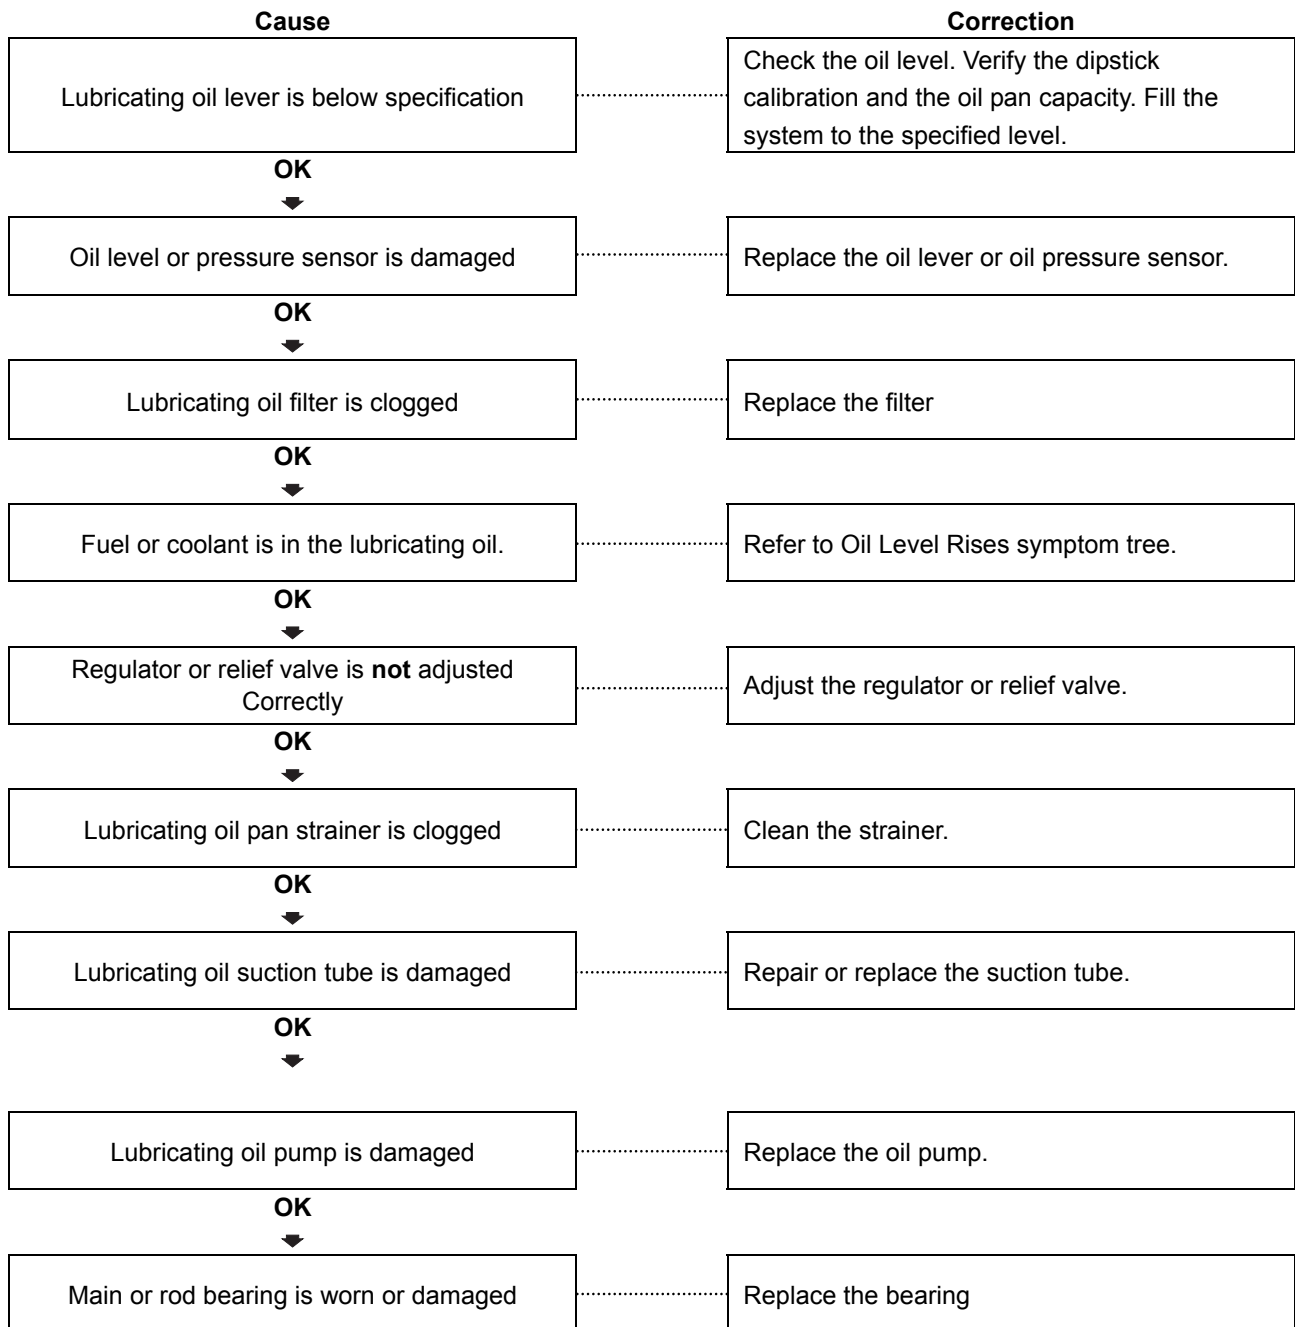 Cause
Correction
Lubricating oil lever is below specification
Check the oil level. Verify the dipstick
calibration and the oil pan capacity. Fill the
system to the specified level.
OK
Oil level or pressure sensor is damaged
Replace the oil lever or oil pressure sensor.
OK
Lubricating oil filter is clogged
Replace the filter
OK
Fuel or coolant is in the lubricating oil.
Refer to Oil Level Rises symptom tree.
OK
Regulator or relief valve is not adjusted
Correctly
Adjust the regulator or relief valve.
OK
Lubricating oil pan strainer is clogged
Clean the strainer.
OK
Lubricating oil suction tube is damaged
Repair or replace the suction tube.
OK
Lubricating oil pump is damaged
Replace the oil pump.
OK
Main or rod bearing is worn or damaged
Replace the bearing